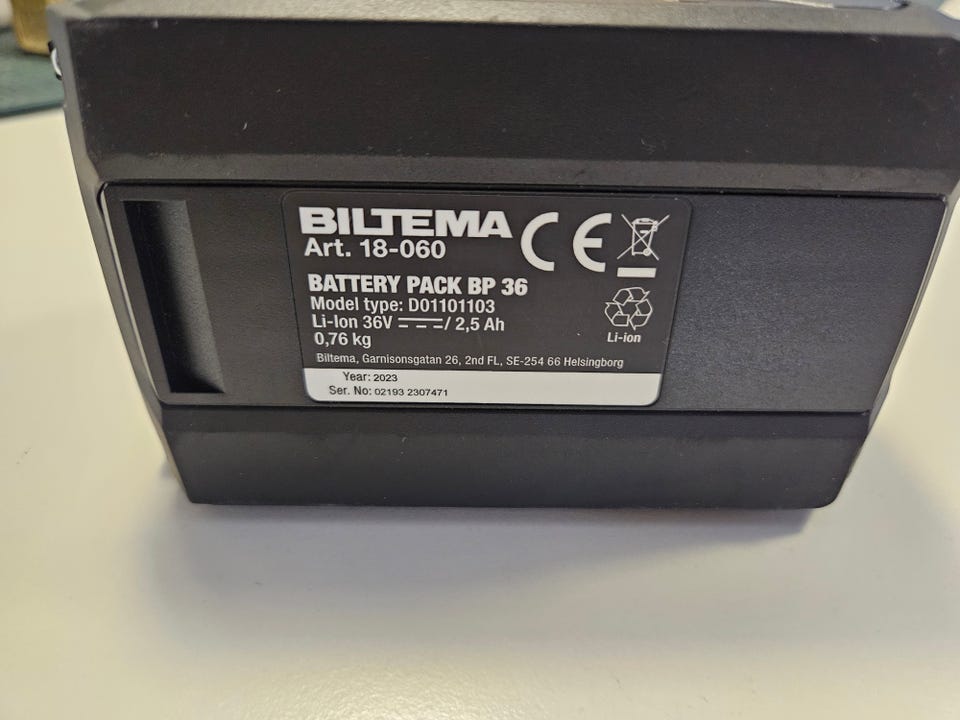 BILTEMA
Art. 18-060
BATTERY PACK BP 36
Model type: D01101103
Li-Ion 36V ⎓/ 2,5 Ah
0,76 kg
Biltema, Garnisonsgatan 26, 2nd FL, SE-254 66 Helsingborg
Year: 2023
Ser. No: 02193 2307471
CE
Li-ion